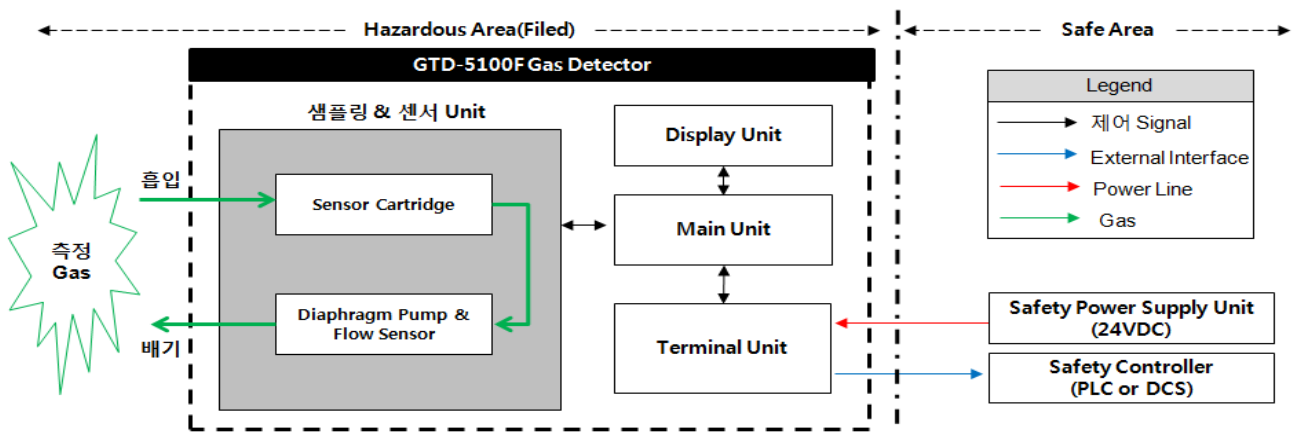 Hazardous Area(Filed)
Safe Area
GTD-5100F Gas Detector
샘플링 & 센서 Unit
흡입
Sensor Cartridge
측정
Gas
Diaphragm Pump &
Flow Sensor
배기
Display Unit
Main Unit
Terminal Unit
Legend
제어 Signal
External Interface
Power Line
Gas
Safety Power Supply Unit
(24VDC)
Safety Controller
(PLC or DCS)